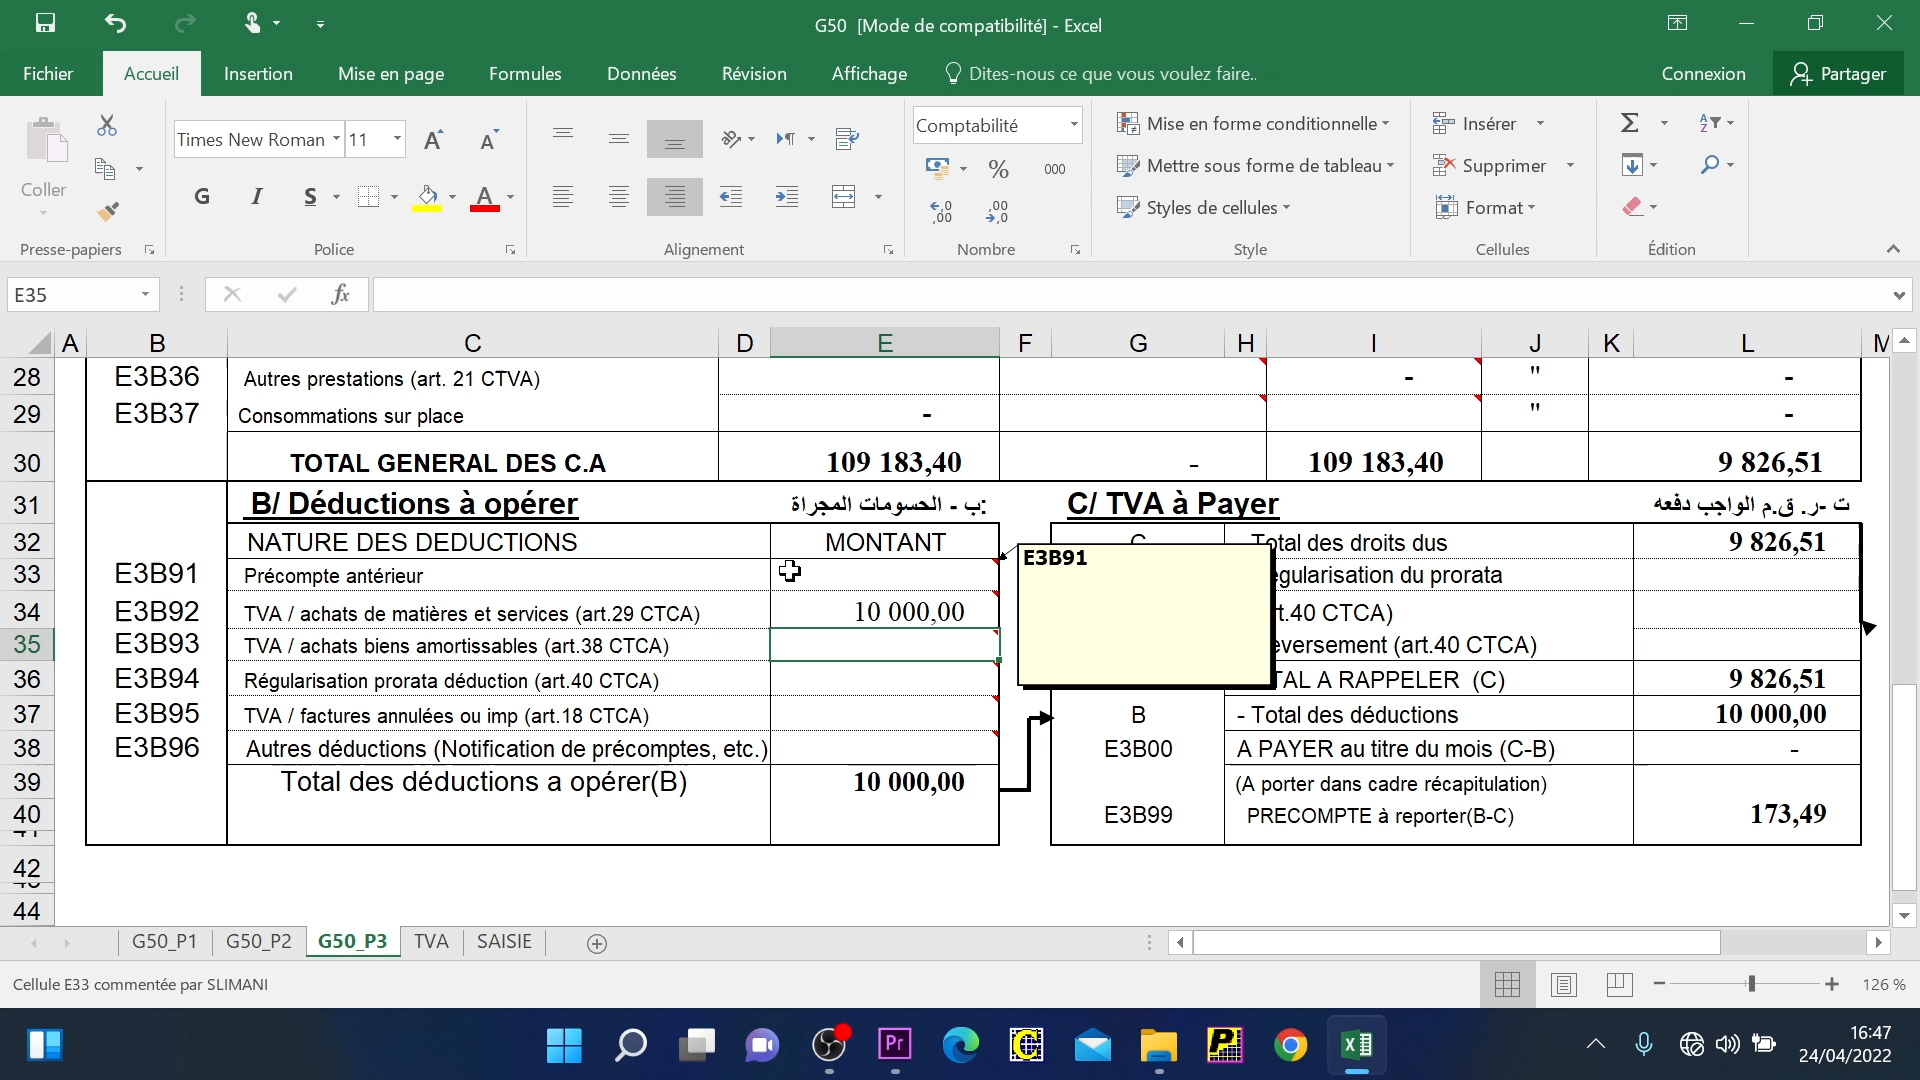 G50 [Mode de compatibilité] - Excel
Fichier Accueil Insertion Mise en page Formules Données Révision Affichage Dites-nous ce que vous voulez faire.. Connexion Partager
Coller
Times New Roman 11
G I S
Comptabilité
% 000
Mise en forme conditionnelle
Mettre sous forme de tableau
Styles de cellules
Insérer
Supprimer
Format
Presse-papiers Police Alignement Nombre Style Cellules Édition
E35 fx
A B C D E F G H I J K L M
28 E3B36 Autres prestations (art. 21 CTVA) - " -
29 E3B37 Consommations sur place - " -
30 TOTAL GENERAL DES C.A 109 183,40 - 109 183,40 9 826,51
31 B/ Déductions à opérer ب - الحسومات المجراة: C/ TVA à Payer ت -ر. ق.م الواجب دفعه
32 NATURE DES DEDUCTIONS MONTANT Total des droits dus 9 826,51
33 E3B91 Précompte antérieur E3B91 égularisation du prorata
34 E3B92 TVA / achats de matières et services (art.29 CTCA) 10 000,00 rt.40 CTCA)
35 E3B93 TVA / achats biens amortissables (art.38 CTCA) eversement (art.40 CTCA)
36 E3B94 Régularisation prorata déduction (art.40 CTCA) TAL A RAPPELER (C) 9 826,51
37 E3B95 TVA / factures annulées ou imp (art.18 CTCA) B - Total des déductions 10 000,00
38 E3B96 Autres déductions (Notification de précomptes, etc.) E3B00 A PAYER au titre du mois (C-B) -
39 Total des déductions a opérer(B) 10 000,00 (A porter dans cadre récapitulation)
40 E3B99 PRECOMPTE à reporter(B-C) 173,49
42
44
G50_P1 G50_P2 G50_P3 TVA SAISIE
Cellule E33 commentée par SLIMANI 126 %
16:47
24/04/2022